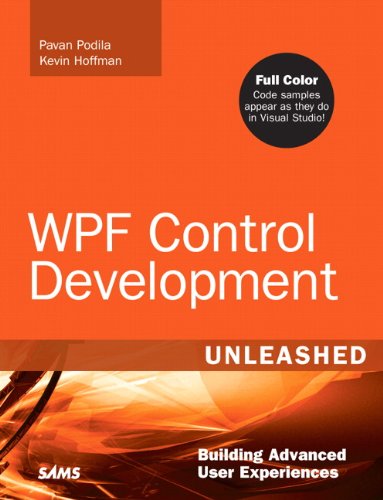 Pavan Podila
Kevin Hoffman
Full Color
Code samples
appear as they do
in Visual Studio!
WPF Control
Development
UNLEASHED
Building Advanced
User Experiences
SAMS